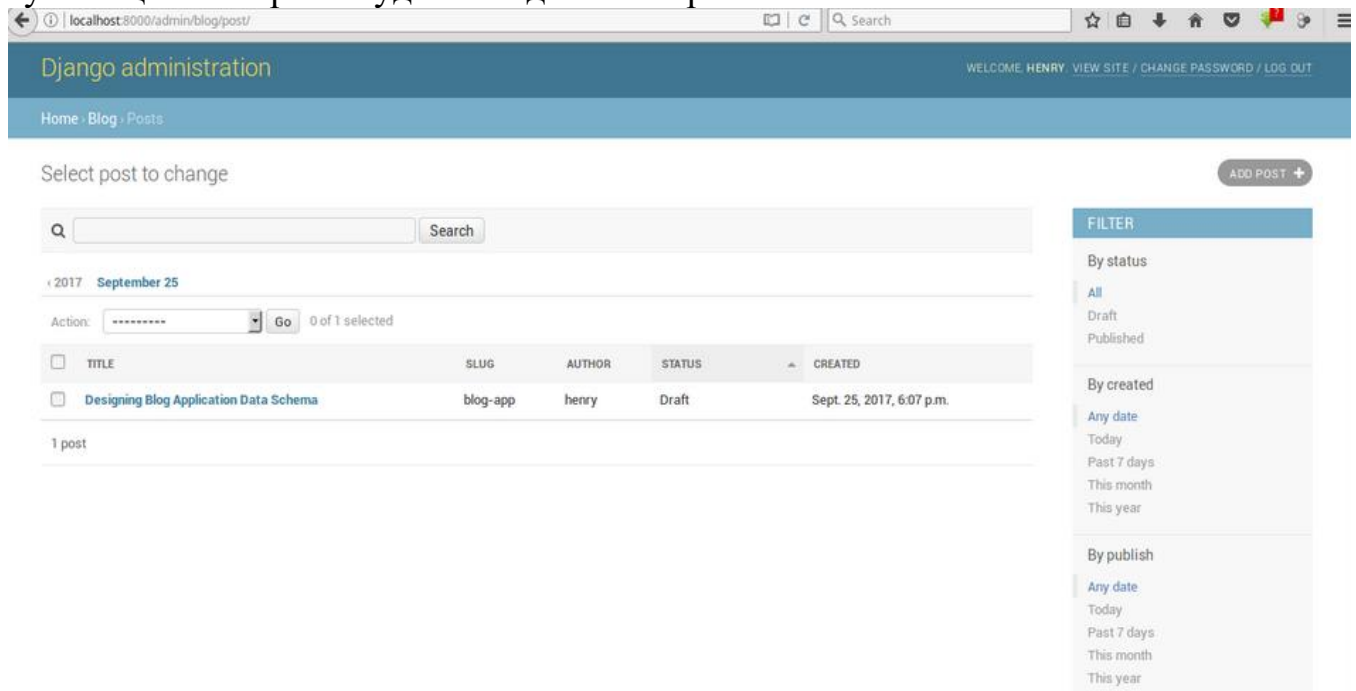 localhost:8000/admin/blog/post/
Search
Django administration
WELCOME, HENRY. VIEW SITE / CHANGE PASSWORD / LOG OUT
Home › Blog › Posts
Select post to change
ADD POST +
Search
‹ 2017 September 25
Action: --------- Go 0 of 1 selected
TITLE SLUG AUTHOR STATUS CREATED
Designing Blog Application Data Schema blog-app henry Draft Sept. 25, 2017, 6:07 p.m.
1 post
FILTER
By status
All
Draft
Published
By created
Any date
Today
Past 7 days
This month
This year
By publish
Any date
Today
Past 7 days
This month
This year